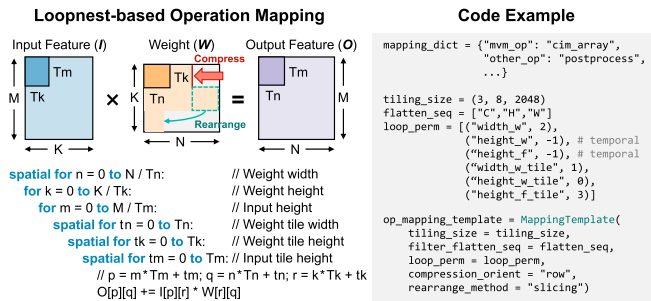 Loopnest-based Operation Mapping
Input Feature (I)
Weight (W)
Output Feature (O)
Compress
Tm
Tk
Tn
Tm
Tk
Tn
M
K
M
K
N
N
×
=
Rearrange
spatial for n = 0 to N / Tn: // Weight width
for k = 0 to K / Tk: // Weight height
for m = 0 to M / Tm: // Input height
spatial for tn = 0 to Tn: // Weight tile width
spatial for tk = 0 to Tk: // Weight tile height
spatial for tm = 0 to Tm: // Input tile height
// p = m*Tm + tm; q = n*Tn + tn; r = k*Tk + tk
O[p][q] += I[p][r] * W[r][q]
Code Example
mapping_dict = {"mvm_op": "cim_array",
"other_op": "postprocess",
...}
tiling_size = (3, 8, 2048)
flatten_seq = ["C","H","W"]
loop_perm = [("width_w", 2),
("height_w", -1), # temporal
("height_f", -1), # temporal
("width_w_tile", 1),
("height_w_tile", 0),
("height_f_tile", 3)]
op_mapping_template = MappingTemplate(
tiling_size = tiling_size,
filter_flatten_seq = flatten_seq,
loop_perm = loop_perm,
compression_orient = "row",
rearrange_method = "slicing")